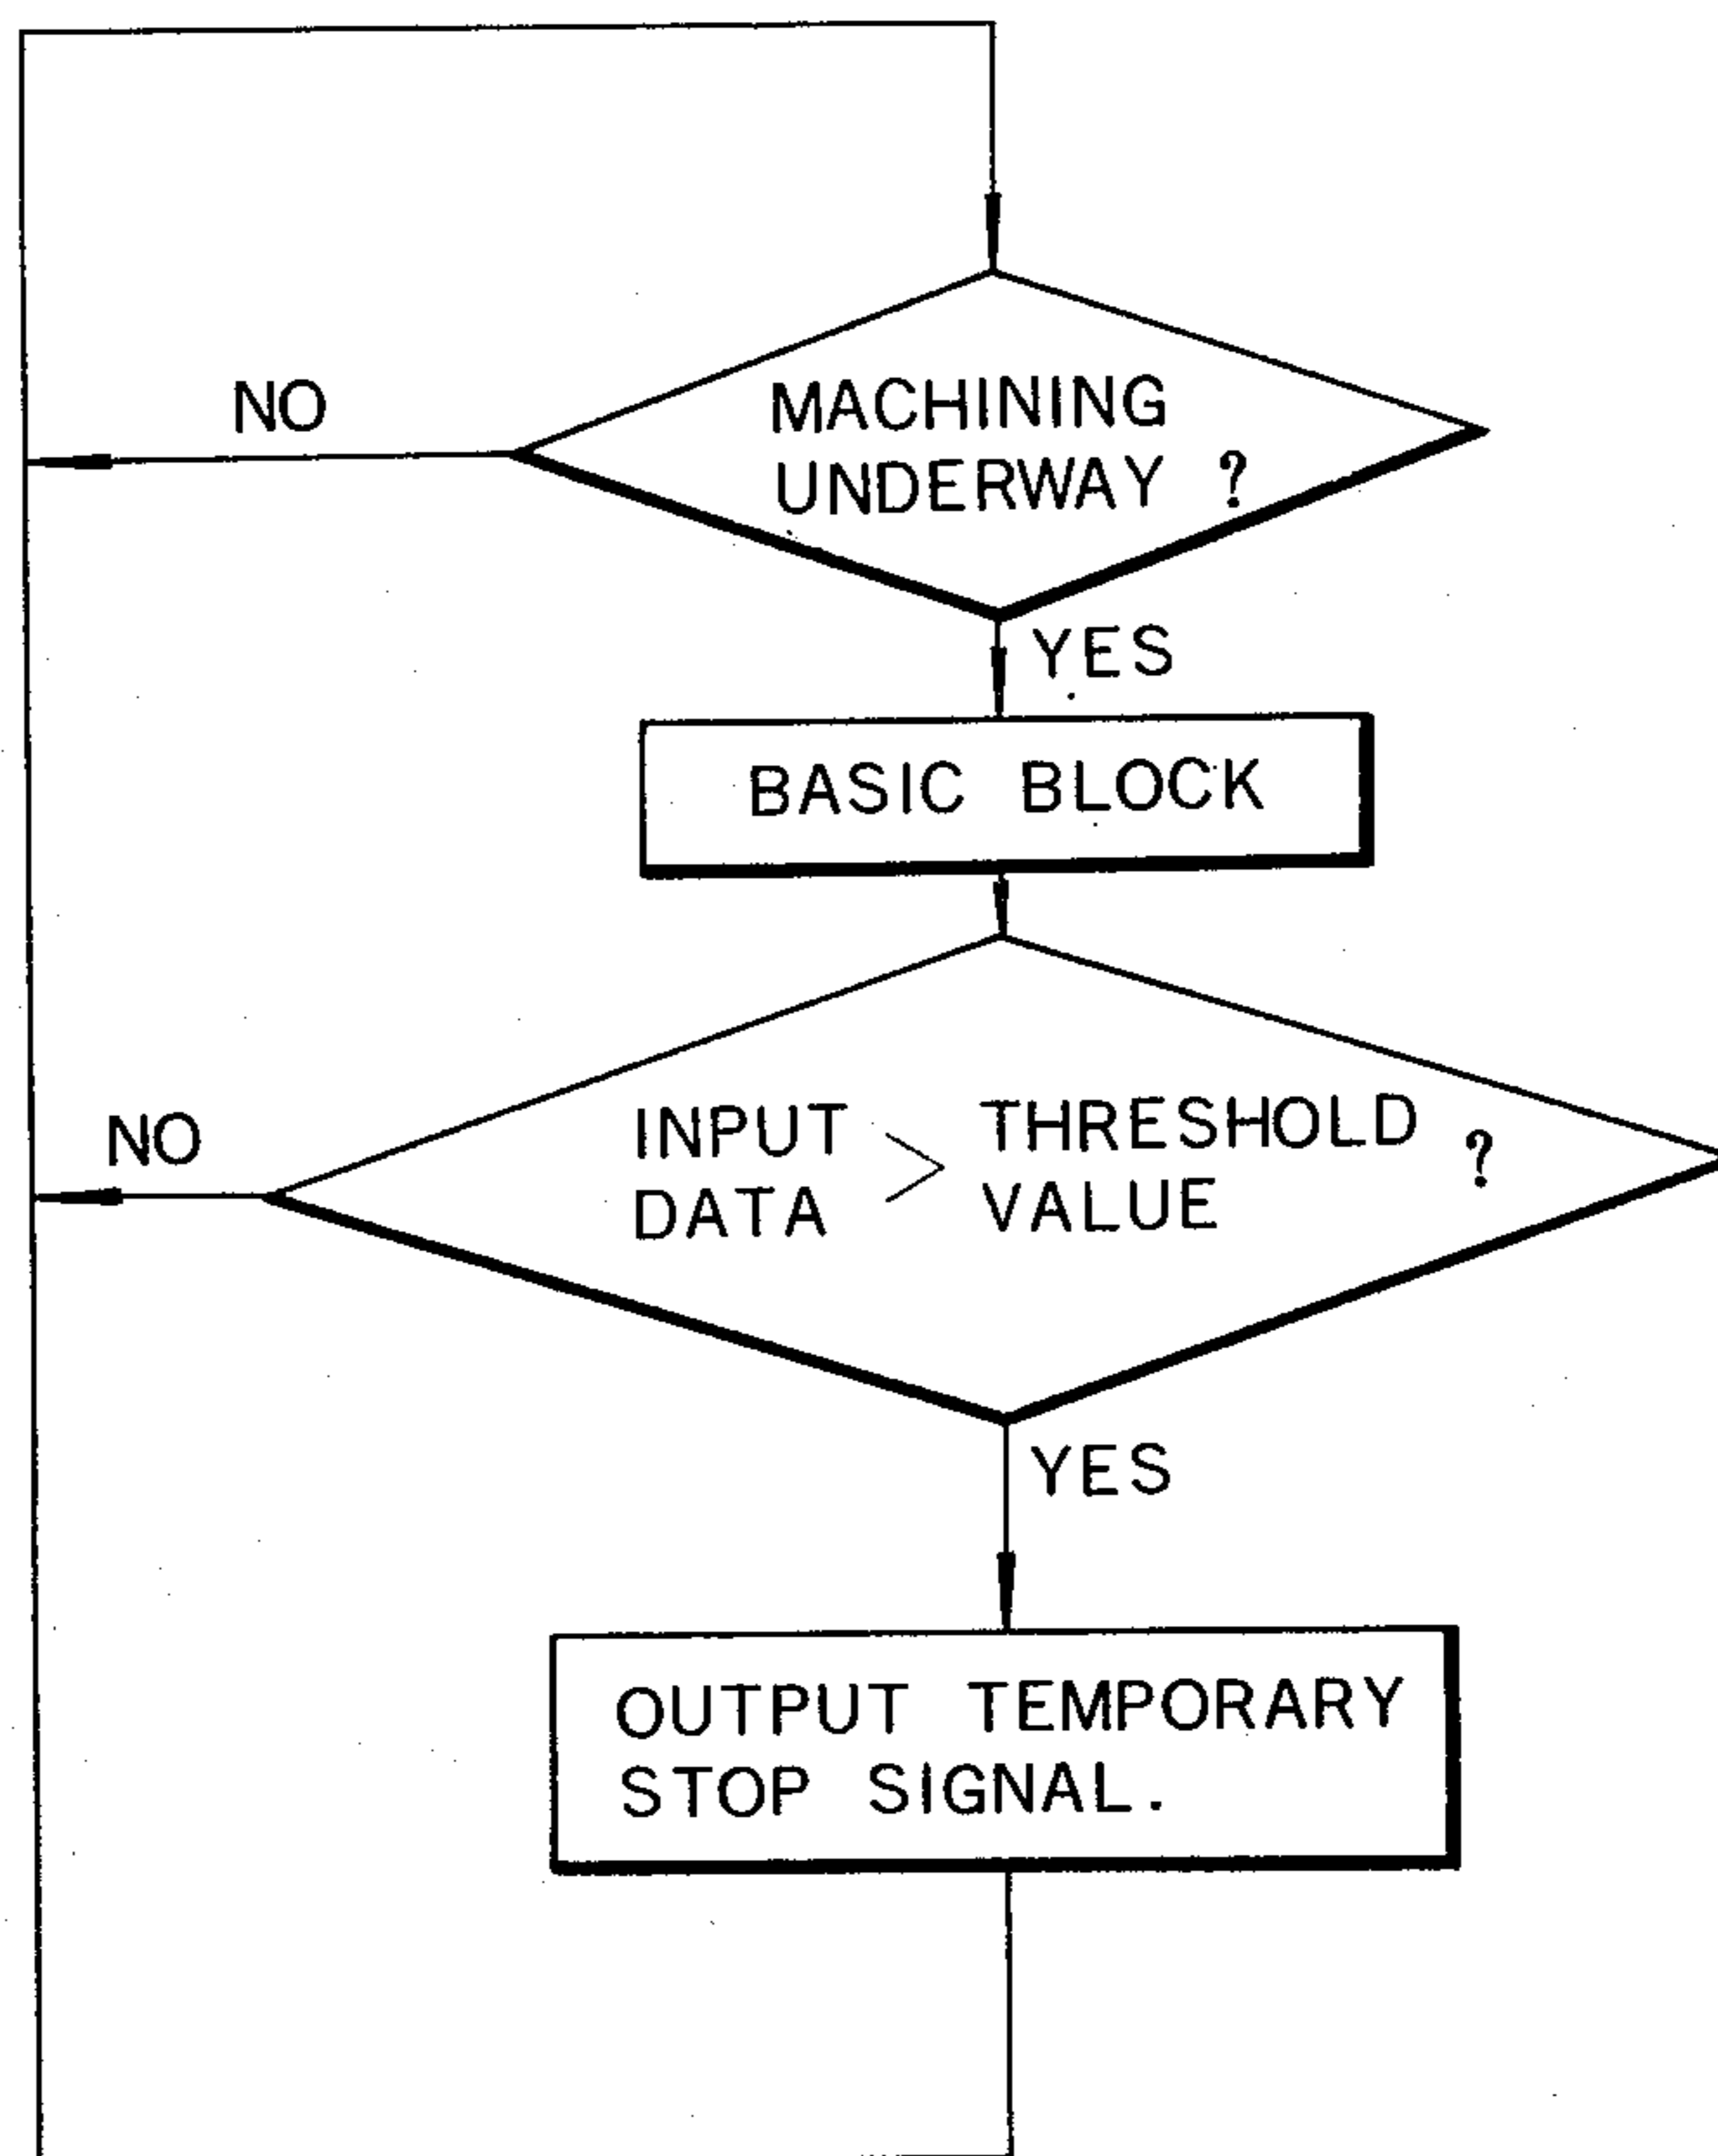 NO
MACHINING
UNDERWAY ?
YES
BASIC BLOCK
NO
INPUT
DATA
>
THRESHOLD
VALUE
?
YES
OUTPUT TEMPORARY
STOP SIGNAL.